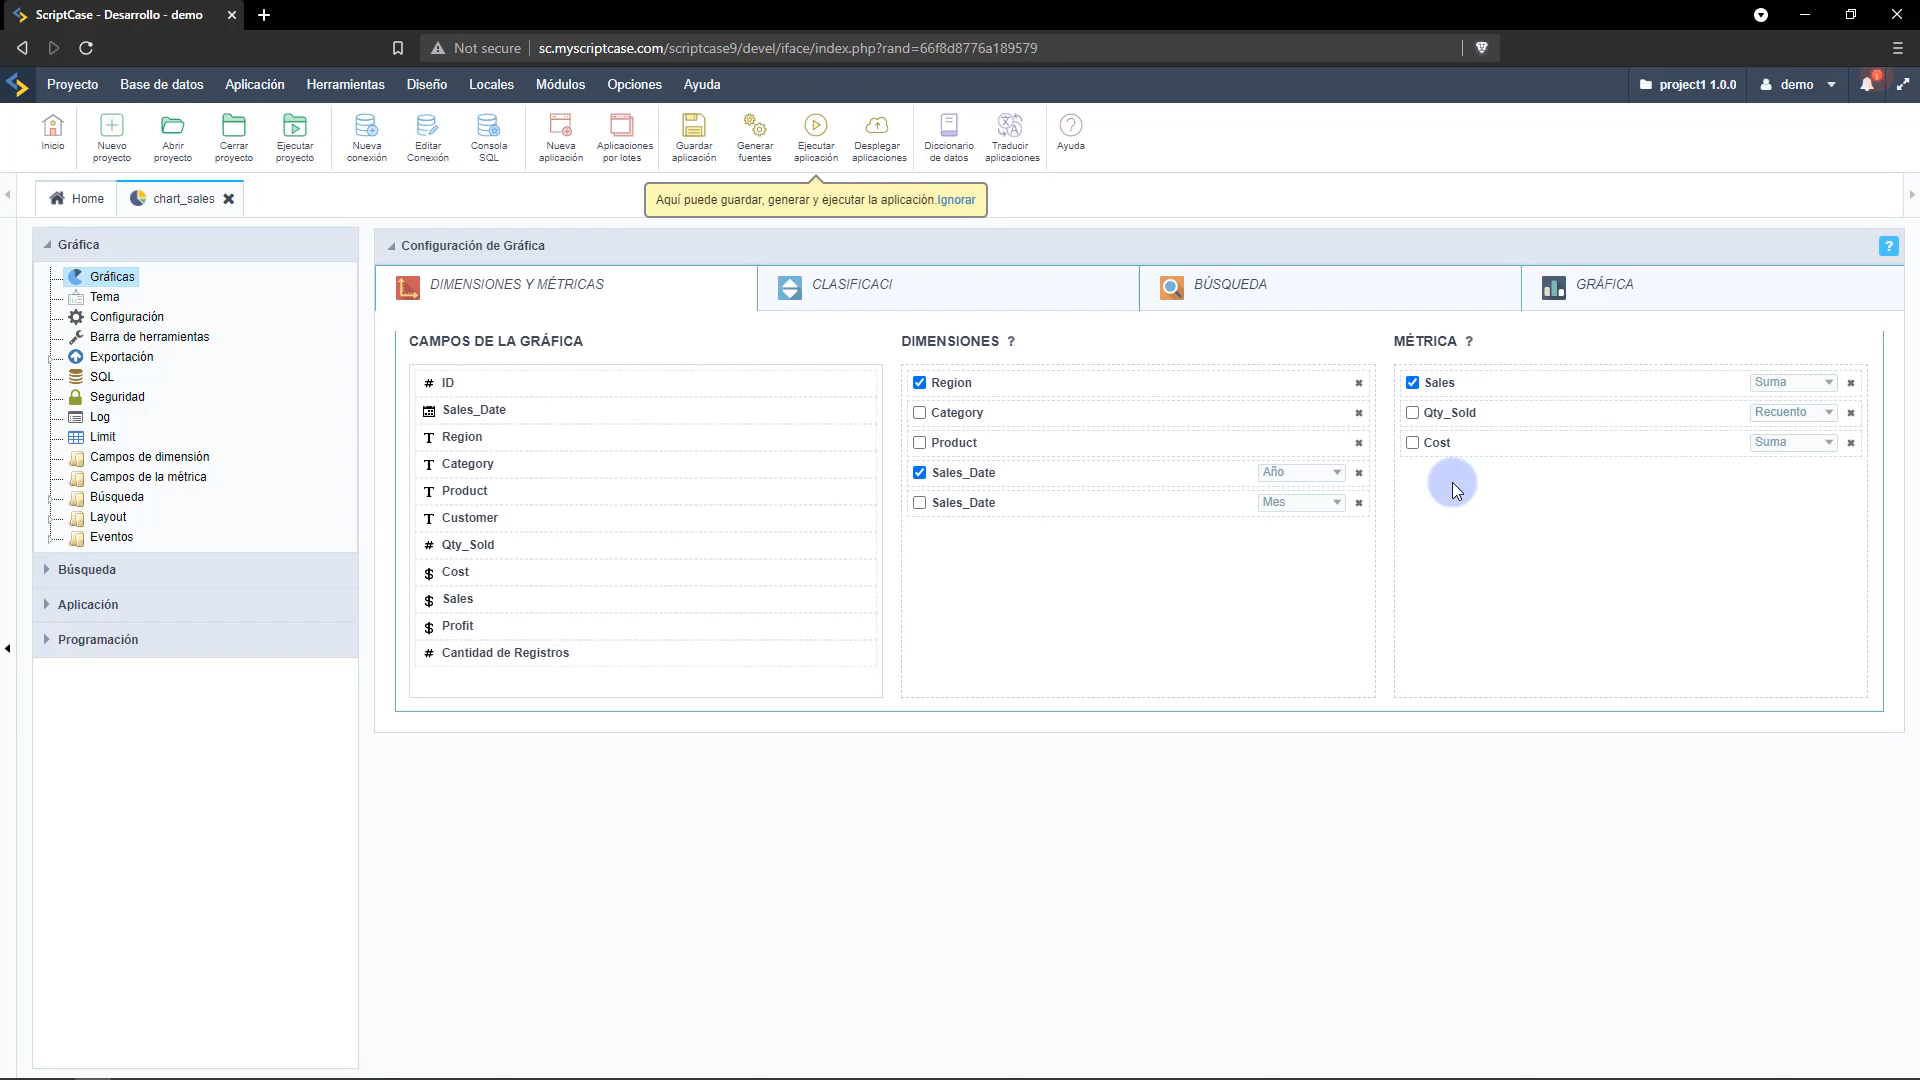 ScriptCase - Desarrollo - demo
Not secure sc.myscriptcase.com/scriptcase9/devel/iface/index.php?rand=66f8d8776a189579
Proyecto Base de datos Aplicación Herramientas Diseño Locales Módulos Opciones Ayuda project1 1.0.0 demo 1
Inicio Nuevo proyecto Abrir proyecto Cerrar proyecto Ejecutar proyecto Nueva conexión Editar Conexión Consola SQL Nueva aplicación Aplicaciones por lotes Guardar aplicación Generar fuentes Ejecutar aplicación Desplegar aplicaciones Diccionario de datos Traducir aplicaciones Ayuda
Home chart_sales
Aquí puede guardar, generar y ejecutar la aplicación.Ignorar
Gráfica
Gráficas
Tema
Configuración
Barra de herramientas
Exportación
SQL
Seguridad
Log
Limit
Campos de dimensión
Campos de la métrica
Búsqueda
Layout
Eventos
Búsqueda
Aplicación
Programación
Configuración de Gráfica ?
DIMENSIONES Y MÉTRICAS CLASIFICACI BÚSQUEDA GRÁFICA
CAMPOS DE LA GRÁFICA
# ID
Sales_Date
T Region
T Category
T Product
T Customer
# Qty_Sold
$ Cost
$ Sales
$ Profit
# Cantidad de Registros
DIMENSIONES ?
Region
Category
Product
Sales_Date Año
Sales_Date Mes
MÉTRICA ?
Sales Suma
Qty_Sold Recuento
Cost Suma